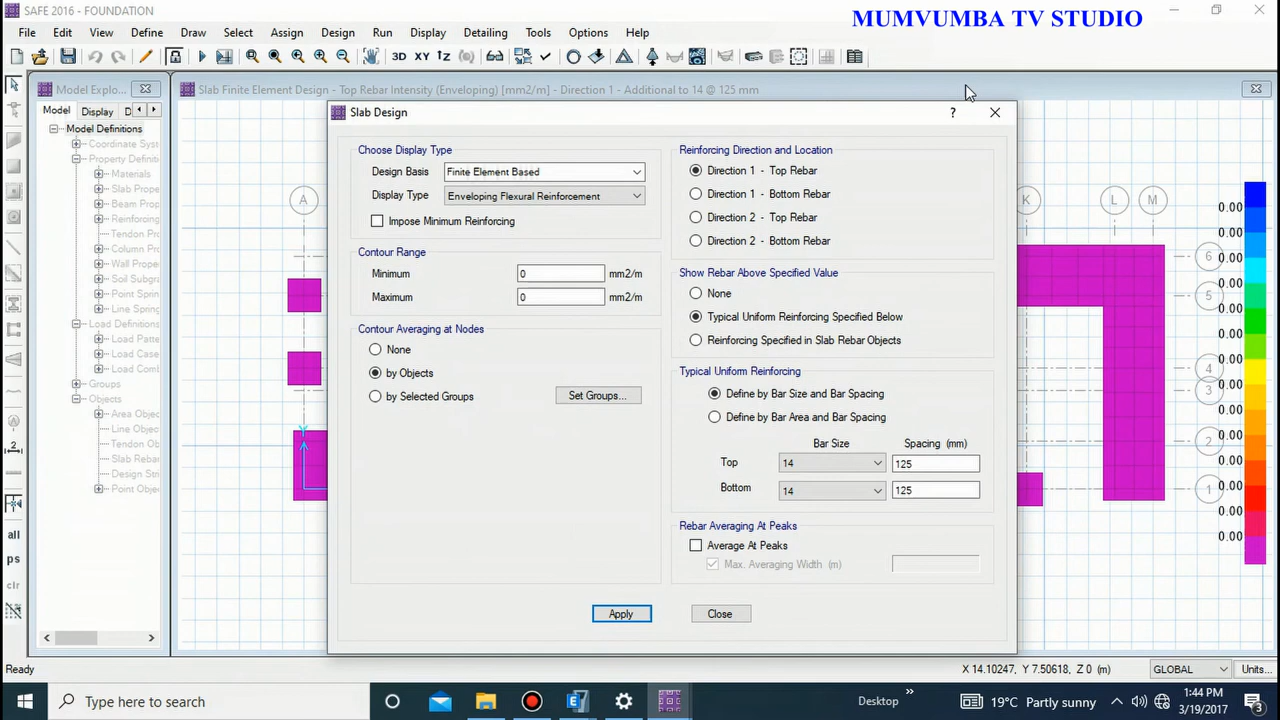 SAFE 2016 - FOUNDATION
MUMVUMBA TV STUDIO
File Edit View Define Draw Select Assign Design Run Display Detailing Tools Options Help
3D XY
Model Explo...
Slab Finite Element Design - Top Rebar Intensity (Enveloping) [mm2/m] - Direction 1 - Additional to 14 @ 125 mm
Model Display D
Model Definitions
Coordinate Syst
Property Definitio
Materials
Slab Prope
Beam Prop
Reinforcing
Tendon Pro
Column Pro
Wall Proper
Soil Subgra
Point Spring
Line Spring
Load Definitions
Load Patte
Load Case
Load Comb
Groups
Objects
Area Objec
Line Objec
Tendon Ob
Slab Rebar
Design Stri
Point Objec
all
ps
clr
A
Y
Slab Design
?
Choose Display Type
Design Basis Finite Element Based
Display Type Enveloping Flexural Reinforcement
Impose Minimum Reinforcing
Contour Range
Minimum 0 mm2/m
Maximum 0 mm2/m
Contour Averaging at Nodes
None
by Objects
by Selected Groups Set Groups...
Reinforcing Direction and Location
Direction 1 - Top Rebar
Direction 1 - Bottom Rebar
Direction 2 - Top Rebar
Direction 2 - Bottom Rebar
Show Rebar Above Specified Value
None
Typical Uniform Reinforcing Specified Below
Reinforcing Specified in Slab Rebar Objects
Typical Uniform Reinforcing
Define by Bar Size and Bar Spacing
Define by Bar Area and Bar Spacing
Bar Size Spacing (mm)
Top 14 125
Bottom 14 125
Rebar Averaging At Peaks
Average At Peaks
Max. Averaging Width (m)
Apply Close
K L M
6
5
4
3
2
1
0.00
0.00
0.00
0.00
0.00
0.00
0.00
0.00
0.00
0.00
0.00
0.00
0.00
0.00
Ready
X 14.10247, Y 7.50618, Z 0 (m)
GLOBAL
Units...
Type here to search
Desktop
»
19°C Partly sunny
1:44 PM
3/19/2017
3